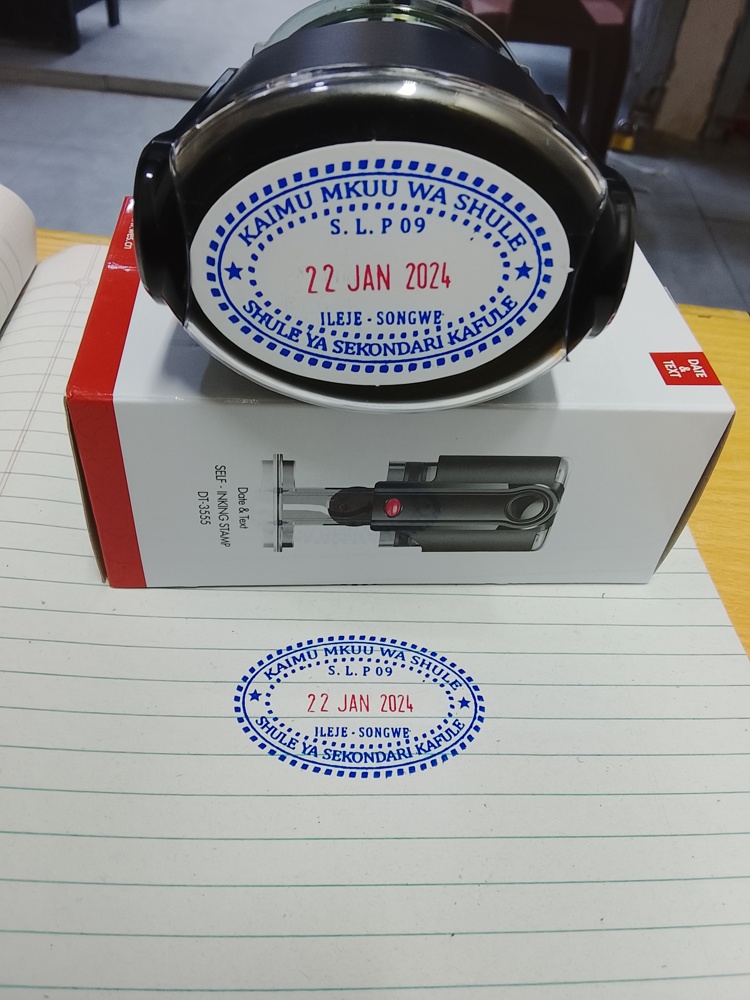 KAIMU MKUU WA SHULE
S. L. P 09
22 JAN 2024
ILEJE - SONGWE
SHULE YA SEKONDARI KAFULE
DATE
&
TEXT
Date & Text
SELF - INKING STAMP
DT-3555
KAIMU MKUU WA SHULE
S. L. P 09
22 JAN 2024
ILEJE - SONGWE
SHULE YA SEKONDARI KAFULE